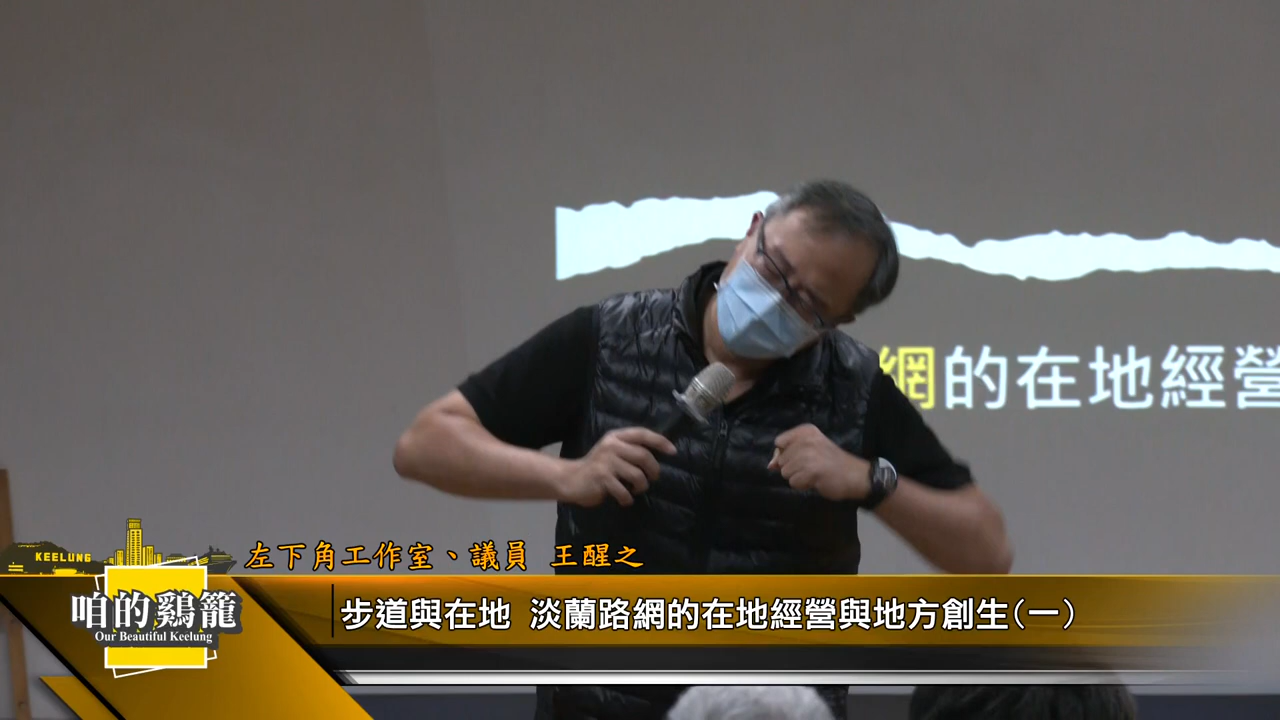 網的在地經營
KEELUNG
左下角工作室、議員 王醒之
咱的鷄籠
Our Beautiful Keelung
步道與在地 淡蘭路網的在地經營與地方創生(一)